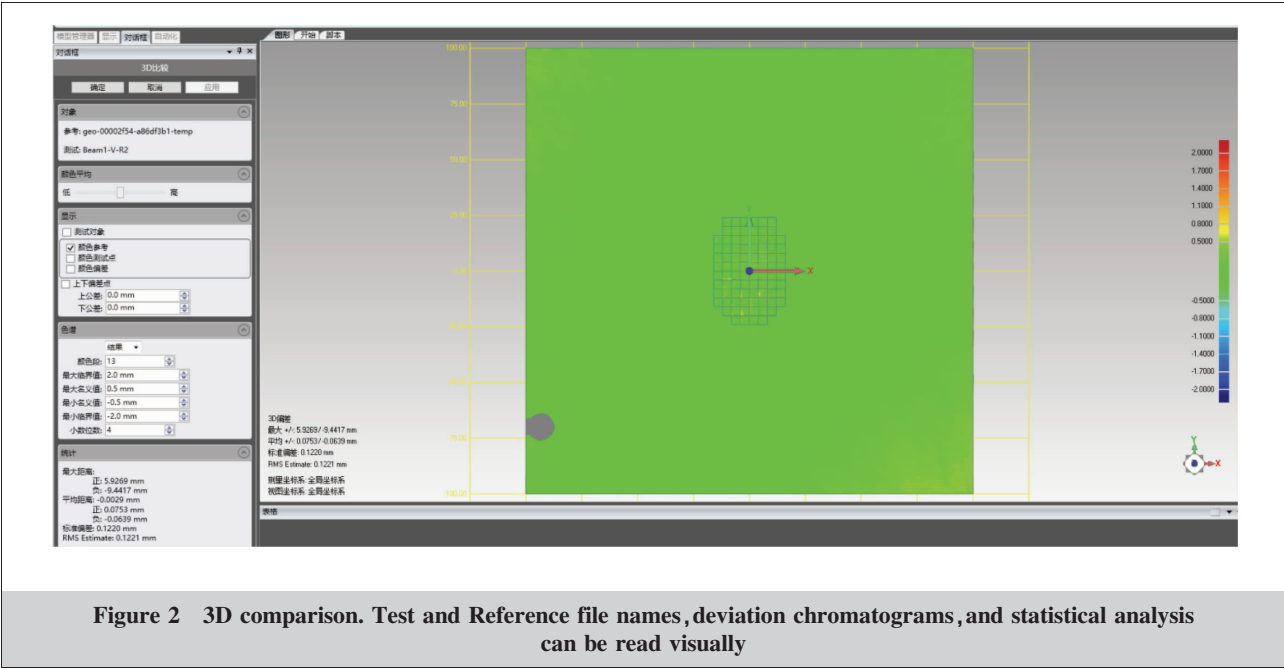 模型管理器 显示 对话框 自动化
对话框
3D比较
确定 取消 应用
对象
参考: geo-00002f54-a86df3b1-temp
测试: Beam1-V-R2
颜色平均
低 高
显示
测试对象
颜色参考
颜色测试点
颜色偏差
上下偏差点
上公差: 0.0 mm
下公差: 0.0 mm
色谱
结果
颜色段: 13
最大临界值: 2.0 mm
最大名义值: 0.5 mm
最小名义值: -0.5 mm
最小临界值: -2.0 mm
小数位数: 4
统计
最大距离:
正: 5.9269 mm
负: -9.4417 mm
平均距离: -0.0029 mm
正: 0.0753 mm
负: -0.0639 mm
标准偏差: 0.1220 mm
RMS Estimate: 0.1221 mm
图形 开始 脚本
100.00
75.00
50.00
25.00
0.00
-75.00
-100.00
Y
X
3D偏差
最大 +/-: 5.9269/-9.4417 mm
平均 +/-: 0.0753/-0.0639 mm
标准偏差: 0.1220 mm
RMS Estimate: 0.1221 mm
测量坐标系: 全局坐标系
视图坐标系: 全局坐标系
2.0000
1.7000
1.4000
1.1000
0.8000
0.5000
-0.5000
-0.8000
-1.1000
-1.4000
-1.7000
-2.0000
Y
X
表格
Figure 2 3D comparison. Test and Reference file names, deviation chromatograms, and statistical analysis
can be read visually